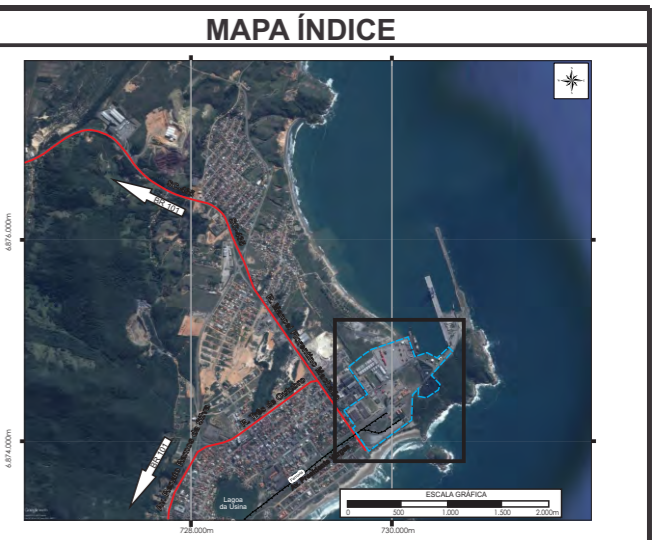 MAPA ÍNDICE
BR 101
6.876.000m
6.874.000m
BR 101
Lagoa
da Usina
ESCALA GRÁFICA
0 500 1.000 1.500 2.000m
728.000m
730.000m